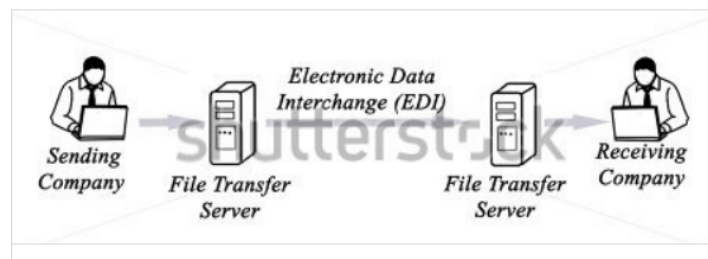 Electronic Data
Interchange (EDI)
Sending
Company
File Transfer
Server
File Transfer
Server
Receiving
Company
shutterstock